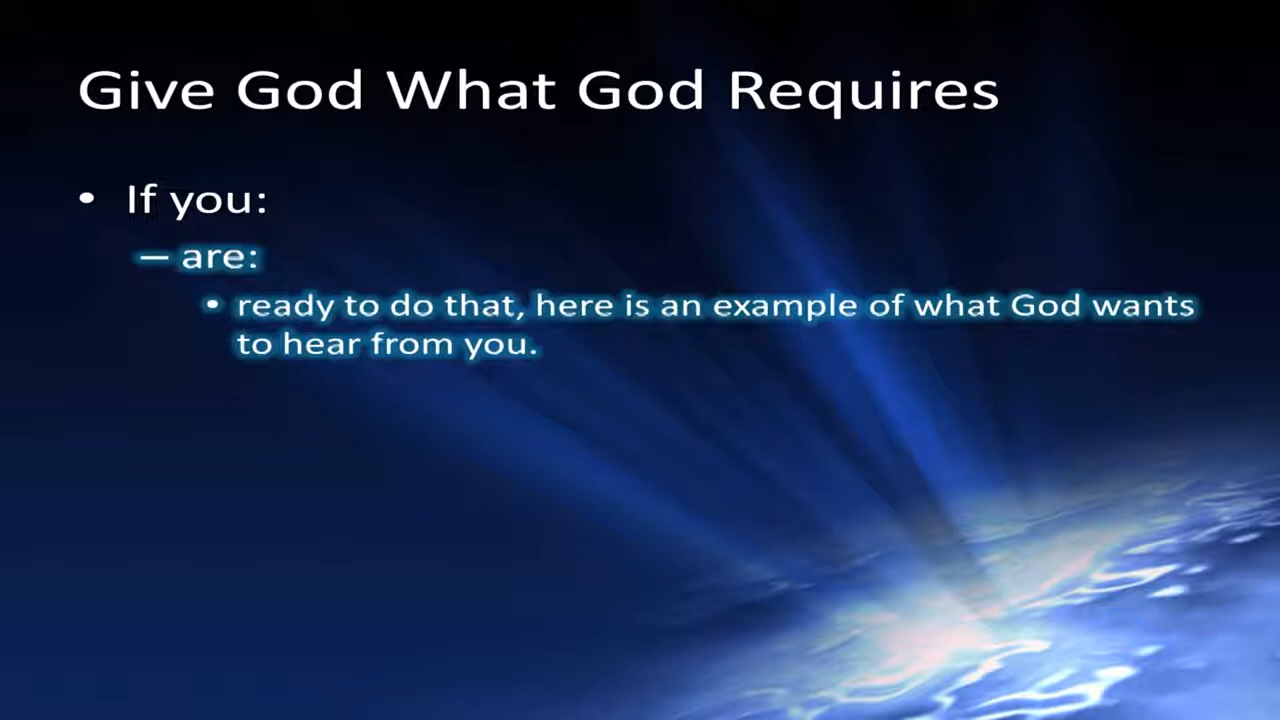 Give God What God Requires
• If you:
– are:
• ready to do that, here is an example of what God wants
to hear from you.